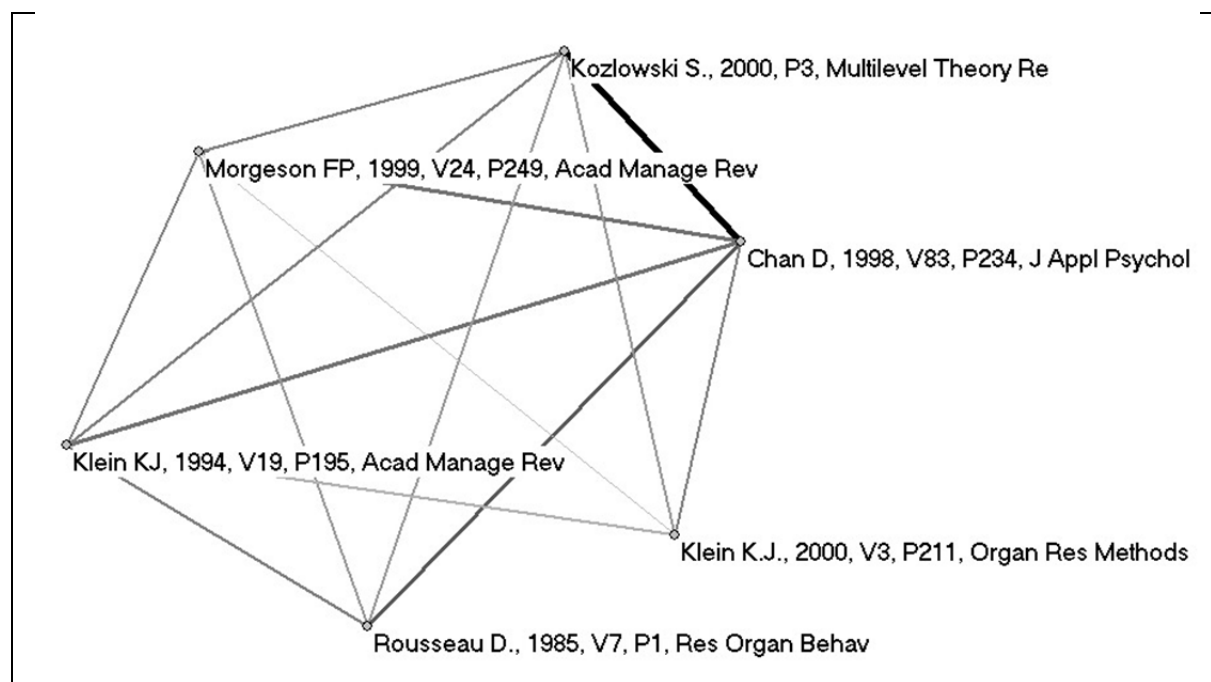 Kozlowski S., 2000, P3, Multilevel Theory Re
Morgeson FP, 1999, V24, P249, Acad Manage Rev
Chan D, 1998, V83, P234, J Appl Psychol
Klein KJ, 1994, V19, P195, Acad Manage Rev
Klein K.J., 2000, V3, P211, Organ Res Methods
Rousseau D., 1985, V7, P1, Res Organ Behav